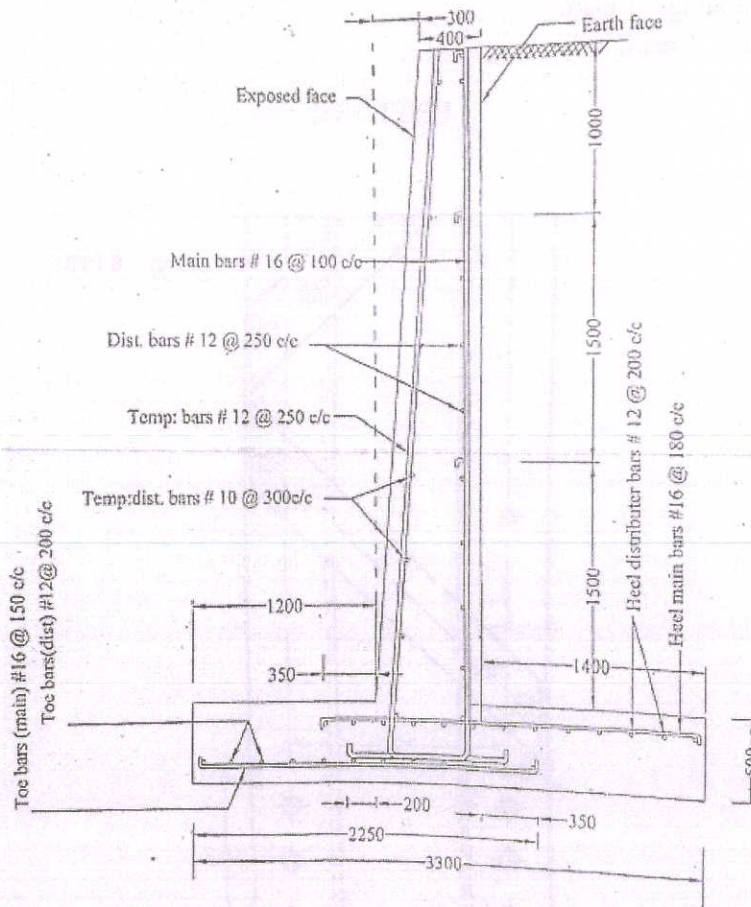 300
400
Earth face
Exposed face
1000
Main bars # 16 @ 100 c/c
Dist. bars # 12 @ 250 c/c
1500
Temp: bars # 12 @ 250 c/c
Temp:dist. bars # 10 @ 300c/c
Heel distributer bars # 12 @ 200 c/c
Heel main bars #16 @ 180 c/c
1500
Toe bars (main) #16 @ 150 c/c
Toe bars(dist) #12@ 200 c/c
1200
1400
350
600
200
350
2250
3300